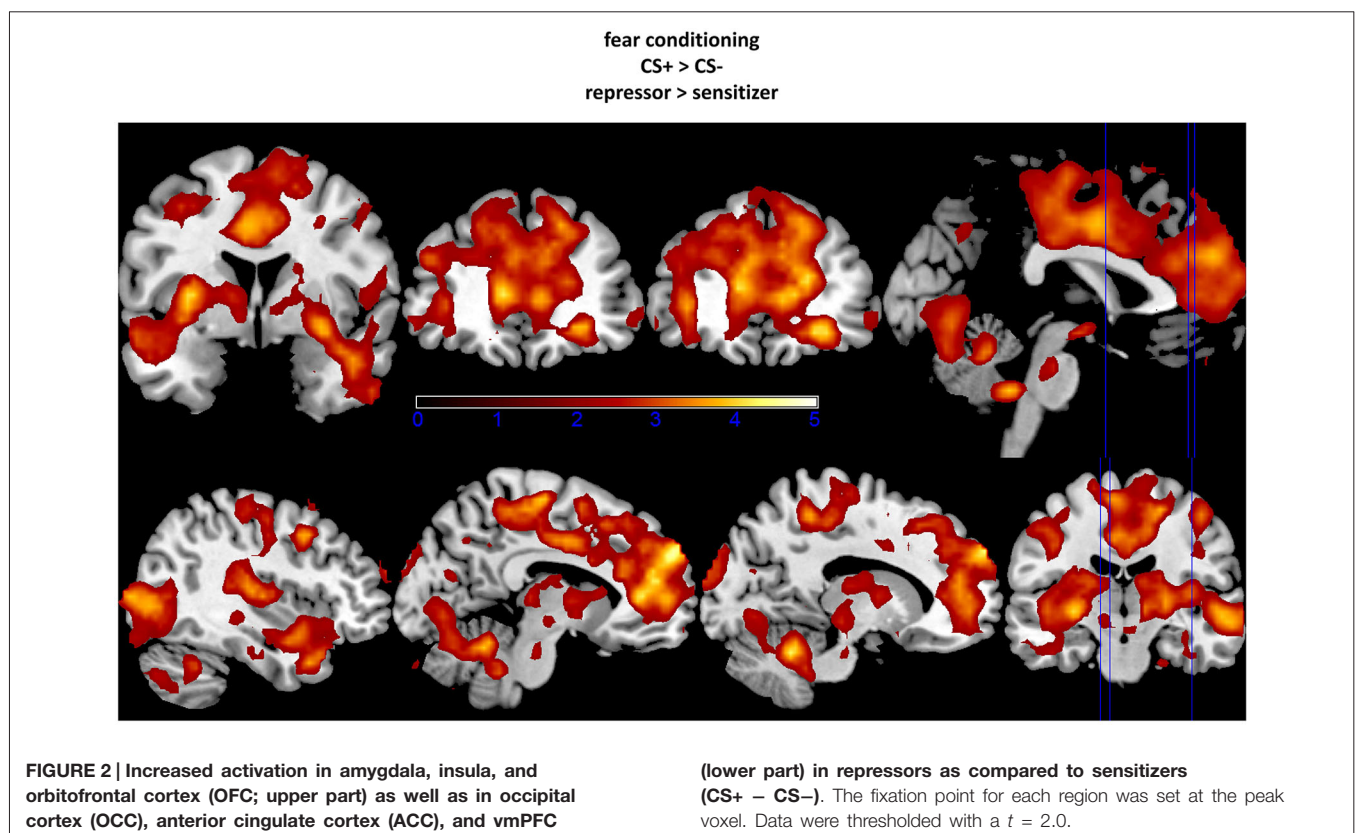 fear conditioning
CS+ > CS-
repressor > sensitizer
0 1 2 3 4 5
FIGURE 2 | Increased activation in amygdala, insula, and
orbitofrontal cortex (OFC; upper part) as well as in occipital
cortex (OCC), anterior cingulate cortex (ACC), and vmPFC
(lower part) in repressors as compared to sensitizers
(CS+ − CS−). The fixation point for each region was set at the peak
voxel. Data were thresholded with a t = 2.0.